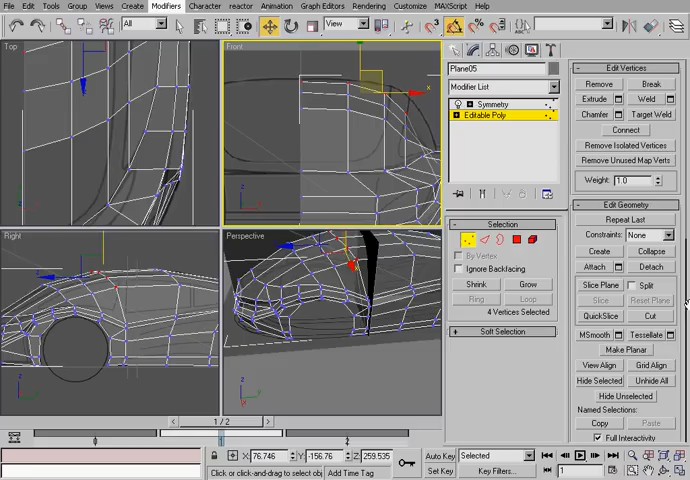 File Edit Tools Group Views Create Modifiers Character reactor Animation Graph Editors Rendering Customize MAXScript Help
All View
Top Front
x
z
Right Perspective
Plane05
Modifier List
Symmetry
Editable Poly
Selection
By Vertex
Ignore Backfacing
Shrink Grow
Ring Loop
4 Vertices Selected
Soft Selection
Edit Vertices
Remove Break
Extrude Weld
Chamfer Target Weld
Connect
Remove Isolated Vertices
Remove Unused Map Verts
Weight: 1.0
Edit Geometry
Repeat Last
Constraints: None
Create Collapse
Attach Detach
Slice Plane Split
Slice Reset Plane
QuickSlice Cut
MSmooth Tessellate
Make Planar
View Align Grid Align
Hide Selected Unhide All
Hide Unselected
Named Selections:
Copy Paste
Full Interactivity
< 1 / 2 >
0 1 2
X: 76.746 Y: -156.76 Z: 259.535
Click or click-and-drag to select obj Add Time Tag
Auto Key Selected
Set Key Key Filters...
1